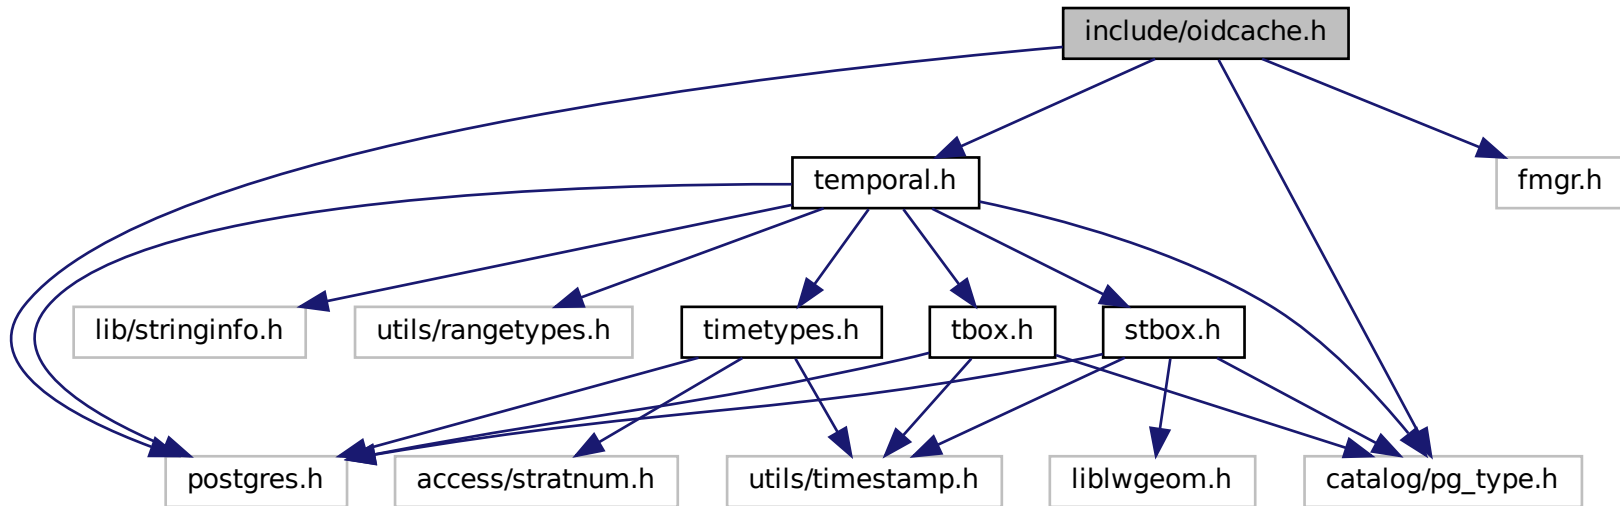 include/oidcache.h
temporal.h
fmgr.h
lib/stringinfo.h
utils/rangetypes.h
timetypes.h
tbox.h
stbox.h
postgres.h
access/stratnum.h
utils/timestamp.h
liblwgeom.h
catalog/pg_type.h